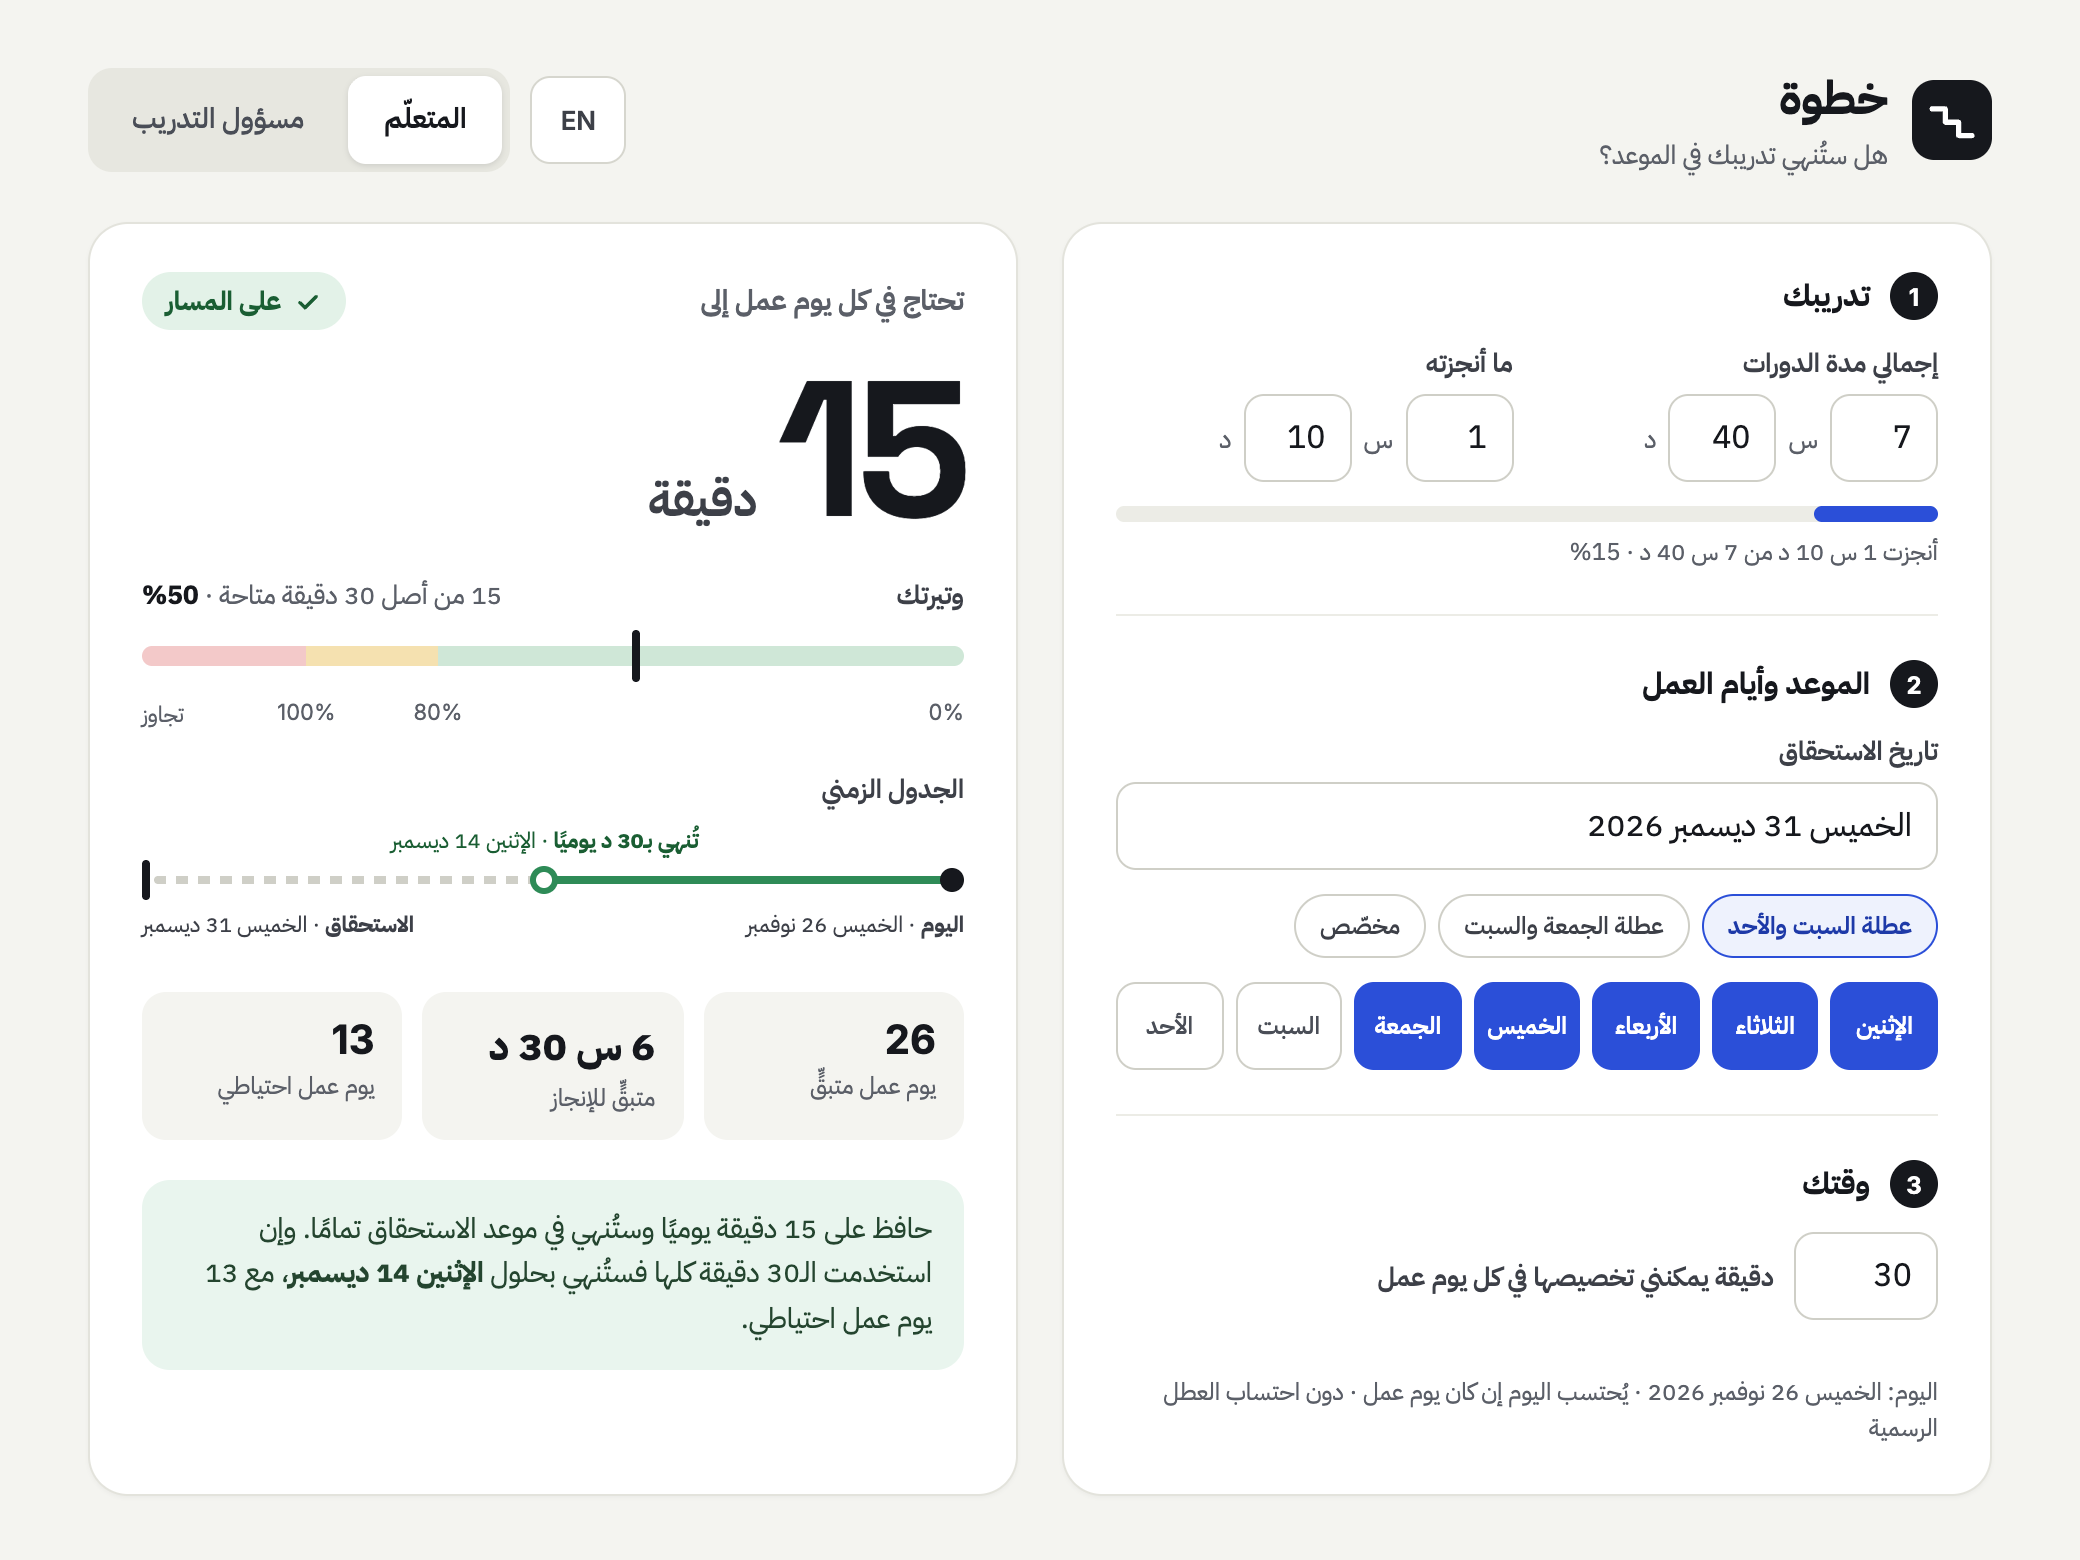 خطوة
هل ستُنهي تدريبك في الموعد؟
EN
المتعلّم
مسؤول التدريب
1 تدريبك
إجمالي مدة الدورات
7 س 40 د
ما أنجزته
1 س 10 د
أنجزت 1 س 10 د من 7 س 40 د · 15%
2 الموعد وأيام العمل
تاريخ الاستحقاق
الخميس 31 ديسمبر 2026
عطلة السبت والأحد
عطلة الجمعة والسبت
مخصّص
الإثنين
الثلاثاء
الأربعاء
الخميس
الجمعة
السبت
الأحد
3 وقتك
30 دقيقة يمكنني تخصيصها في كل يوم عمل
اليوم: الخميس 26 نوفمبر 2026 · يُحتسب اليوم إن كان يوم عمل · دون احتساب العطل
الرسمية
تحتاج في كل يوم عمل إلى
على المسار
15 دقيقة
وتيرتك
15 من أصل 30 دقيقة متاحة · 50%
0%
80%
100%
تجاوز
الجدول الزمني
تُنهي بـ30 د يوميًا · الإثنين 14 ديسمبر
اليوم · الخميس 26 نوفمبر
الاستحقاق · الخميس 31 ديسمبر
26
يوم عمل متبقٍّ
6 س 30 د
متبقٍّ للإنجاز
13
يوم عمل احتياطي
حافظ على 15 دقيقة يوميًا وستُنهي في موعد الاستحقاق تمامًا. وإن
استخدمت الـ30 دقيقة كلها فستُنهي بحلول الإثنين 14 ديسمبر، مع 13
يوم عمل احتياطي.